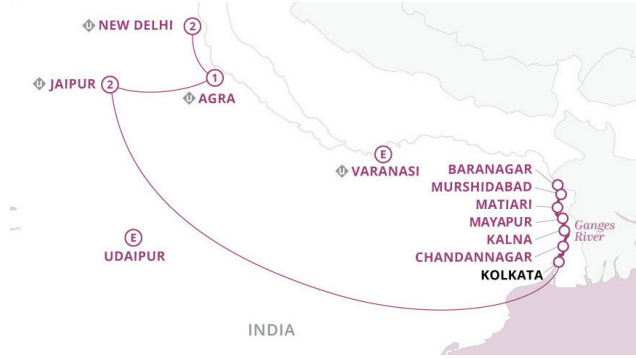 U NEW DELHI 2
U JAIPUR 2
1
U AGRA
E
U VARANASI
BARANAGAR
MURSHIDABAD
MATIARI
MAYAPUR
Ganges
River
KALNA
CHANDANNAGAR
KOLKATA
E
UDAIPUR
INDIA